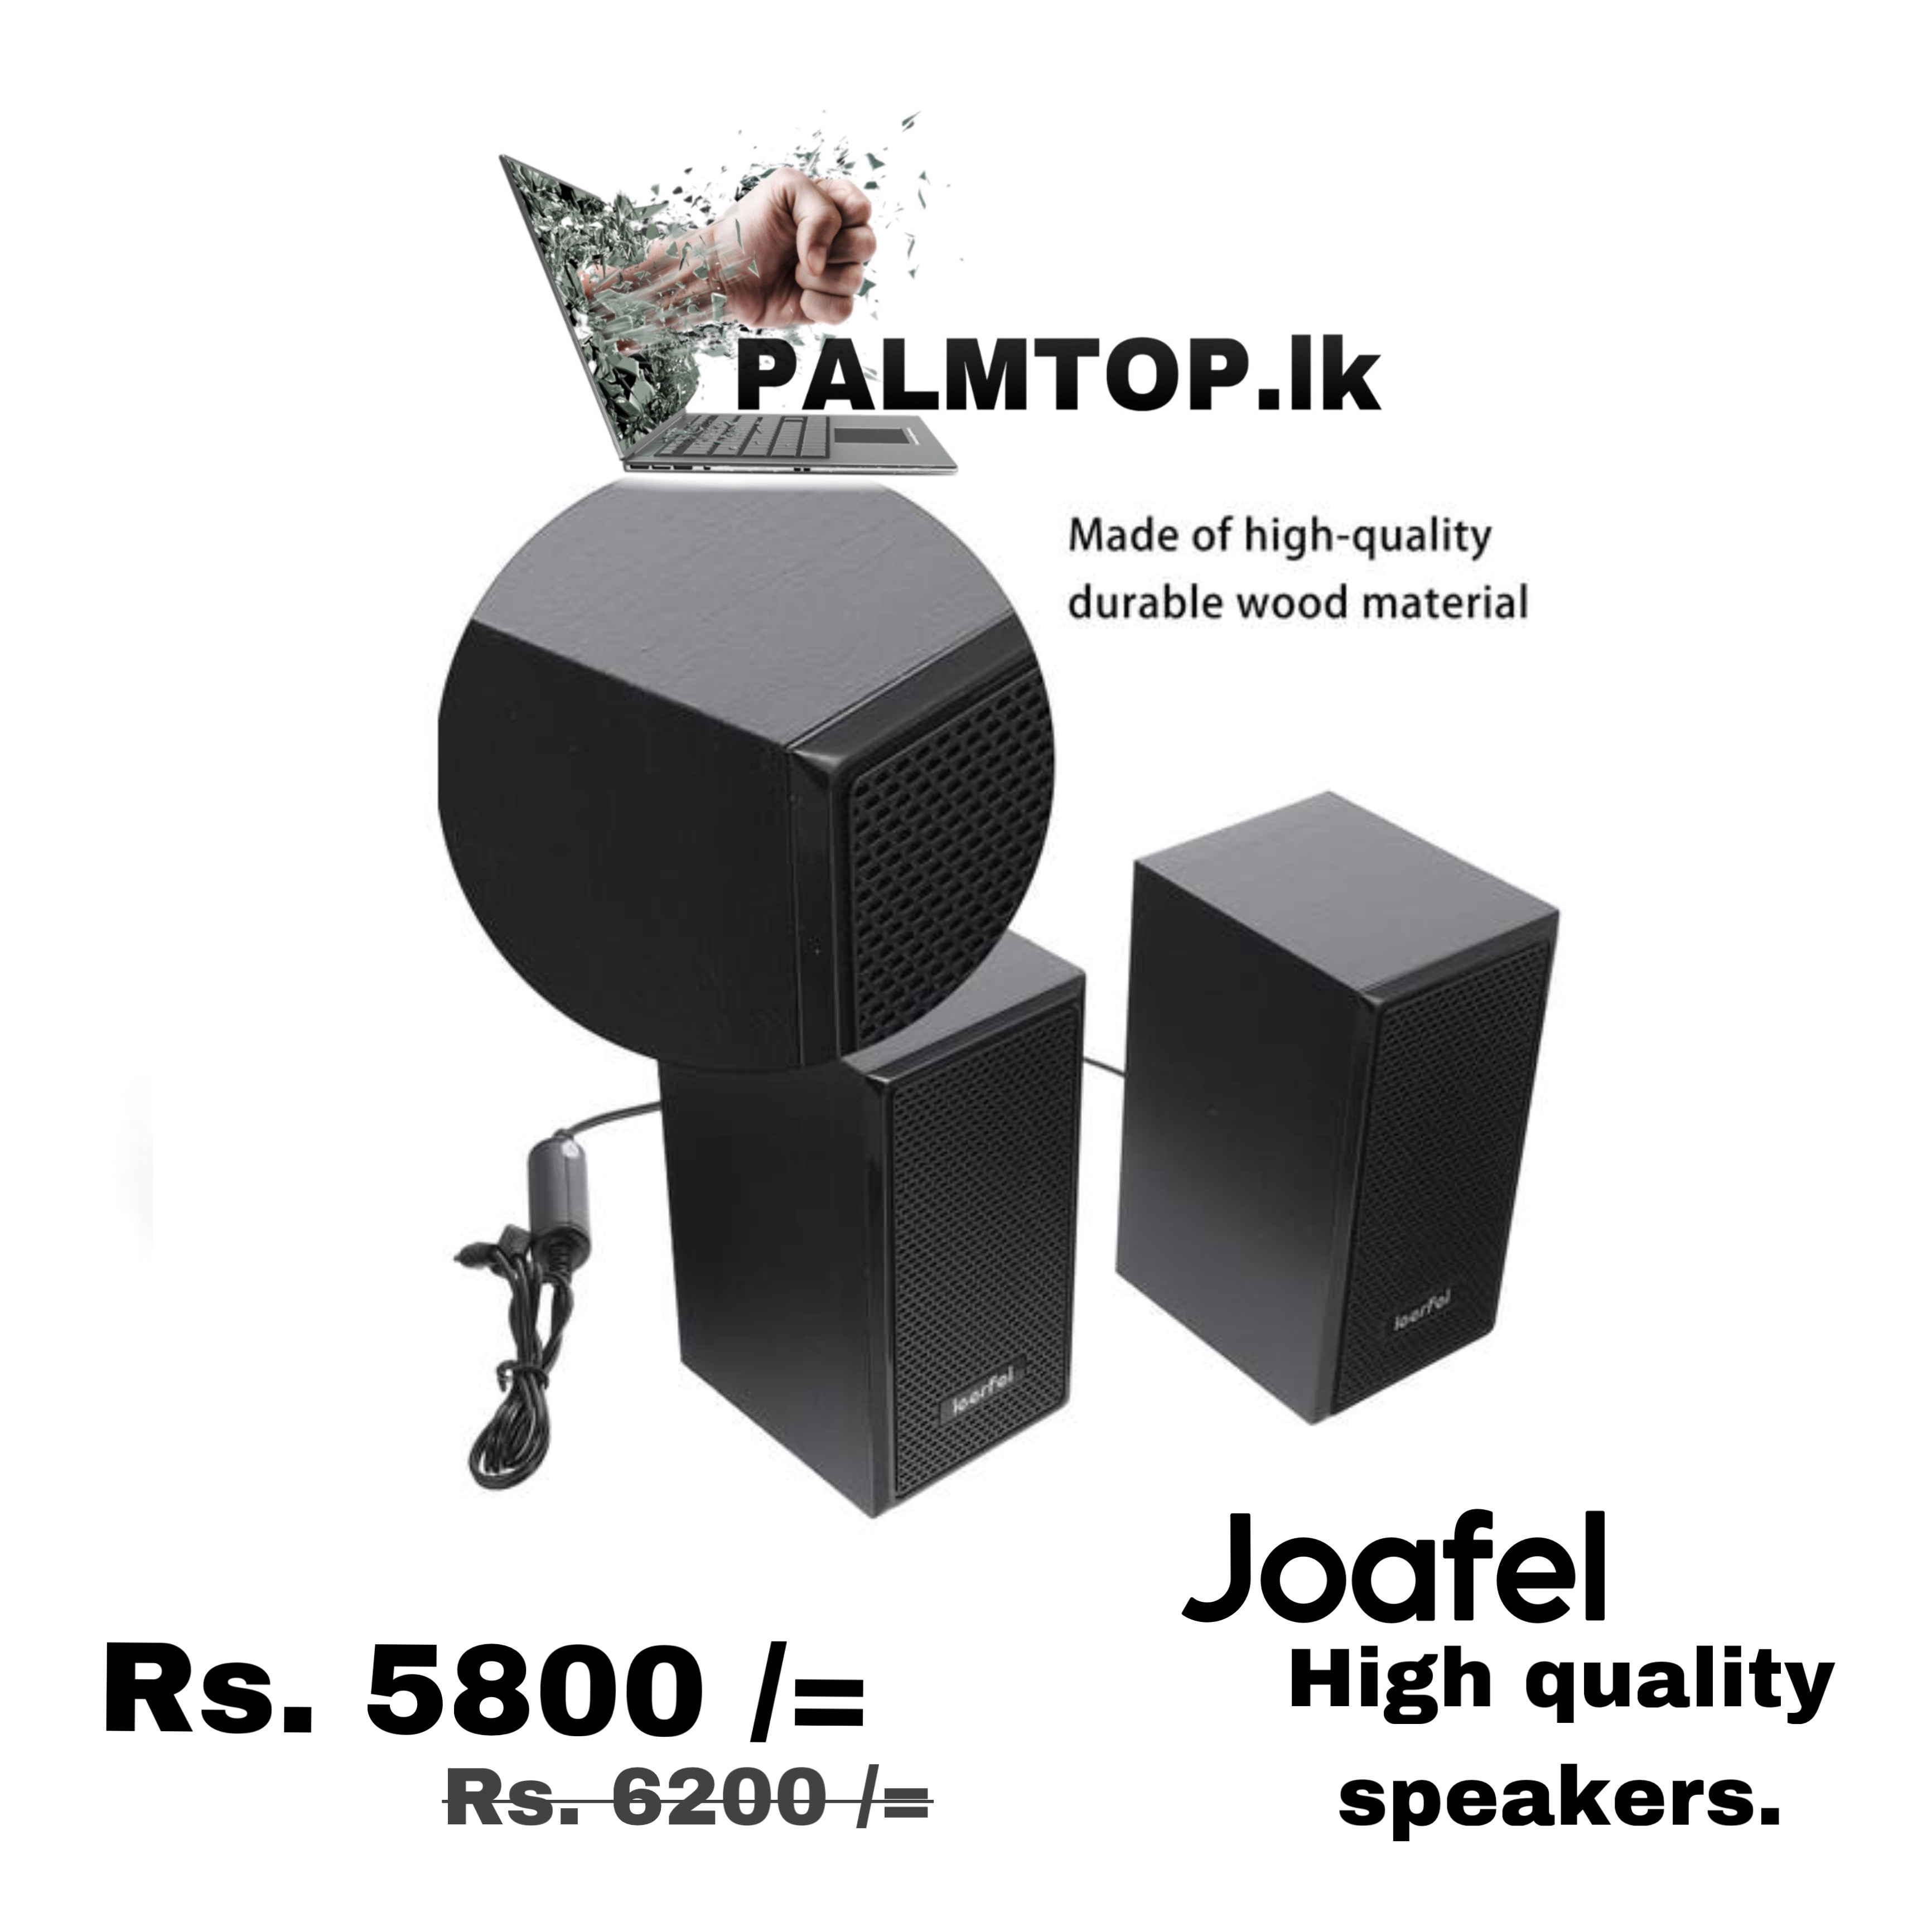 PALMTOP.lk
Made of high-quality
durable wood material
Joafel
High quality
speakers.
Rs. 5800 /=
Rs. 6200 /=